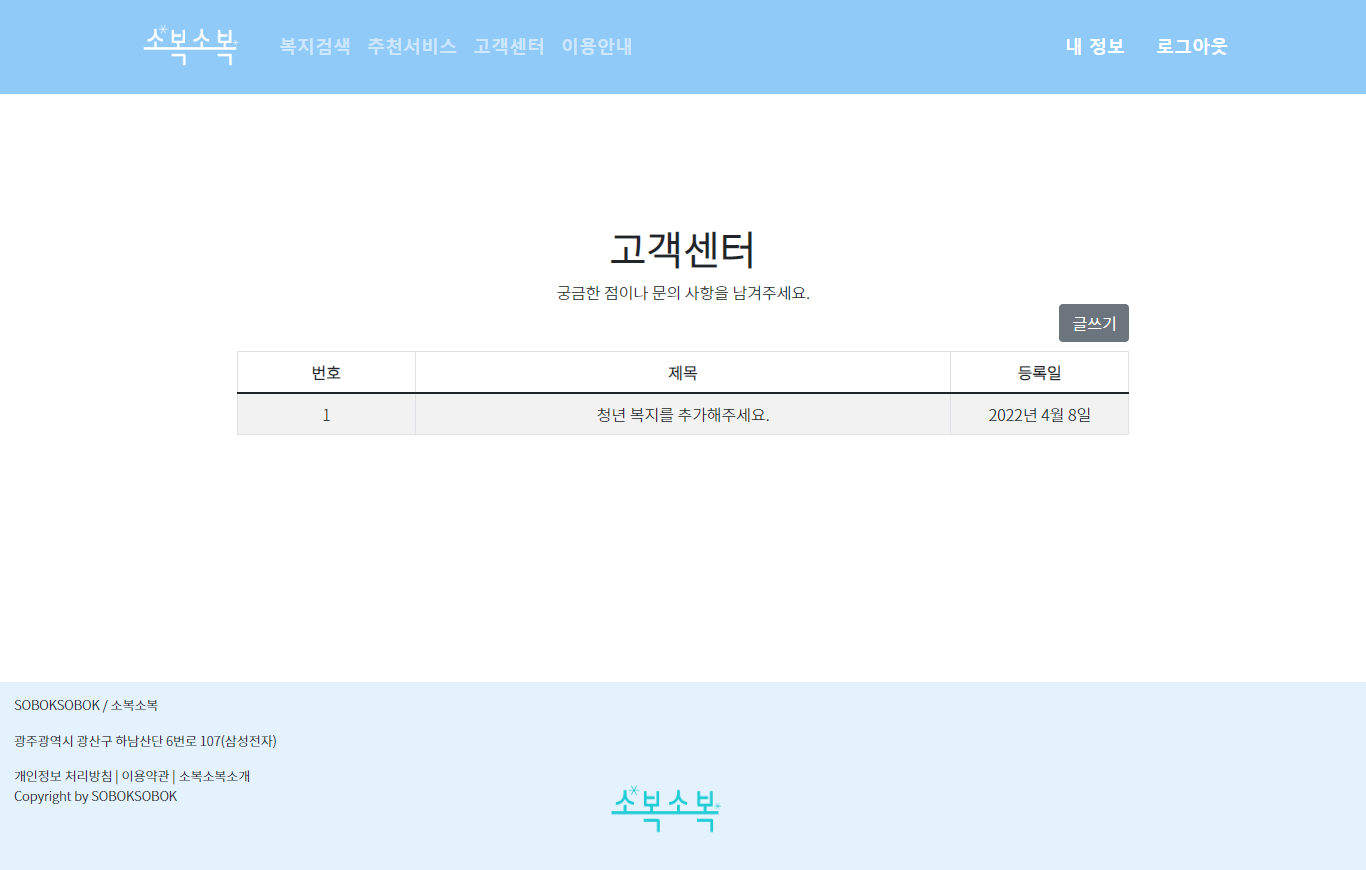 소복소복 복지검색 추천서비스 고객센터 이용안내 내 정보 로그아웃
고객센터
궁금한 점이나 문의 사항을 남겨주세요.
글쓰기
번호 제목 등록일
1 청년 복지를 추가해주세요. 2022년 4월 8일
SOBOKSOBOK / 소복소복
광주광역시 광산구 하남산단 6번로 107(삼성전자)
개인정보 처리방침 | 이용약관 | 소복소복소개
Copyright by SOBOKSOBOK
소복소복